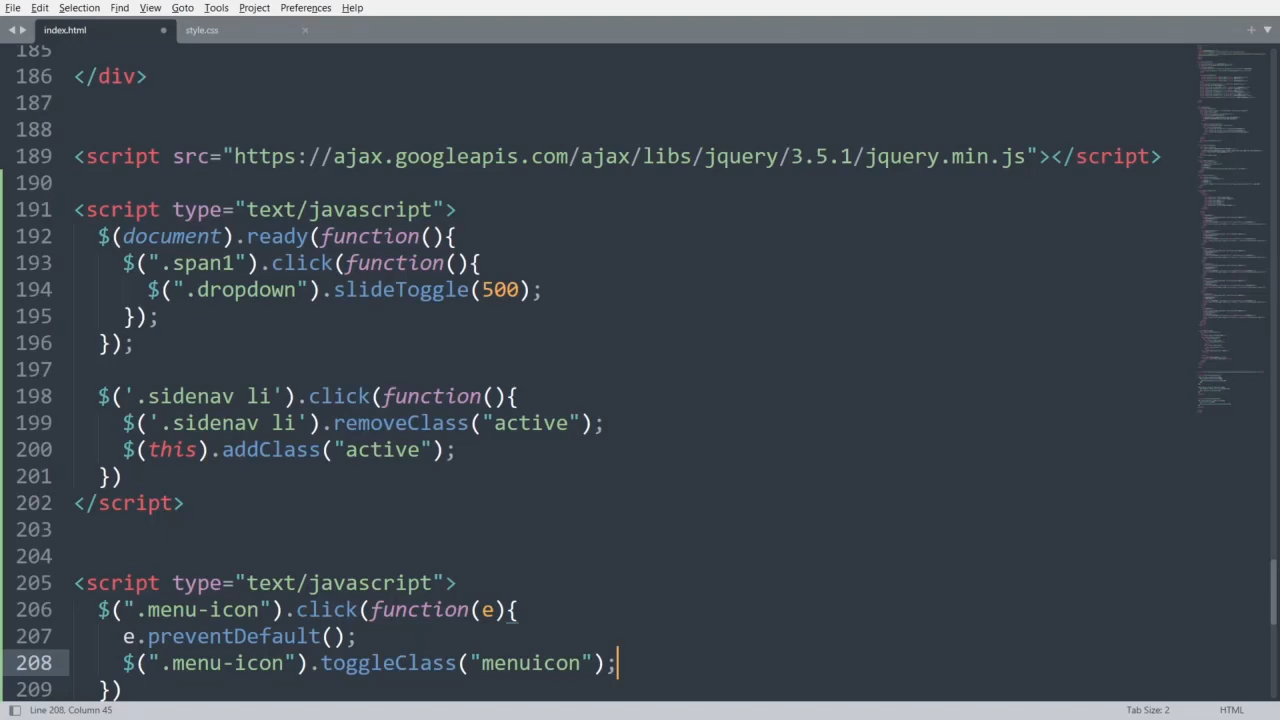 File Edit Selection Find View Goto Tools Project Preferences Help
index.html style.css
185
186 </div>
187
188
189 <script src="https://ajax.googleapis.com/ajax/libs/jquery/3.5.1/jquery.min.js"></script>
190
191 <script type="text/javascript">
192 $(document).ready(function(){
193 $(".span1").click(function(){
194 $(".dropdown").slideToggle(500);
195 });
196 });
197
198 $('.sidenav li').click(function(){
199 $('.sidenav li').removeClass("active");
200 $(this).addClass("active");
201 })
202 </script>
203
204
205 <script type="text/javascript">
206 $(".menu-icon").click(function(e){
207 e.preventDefault();
208 $(".menu-icon").toggleClass("menuicon");
209 })
Line 208, Column 45 Tab Size: 2 HTML